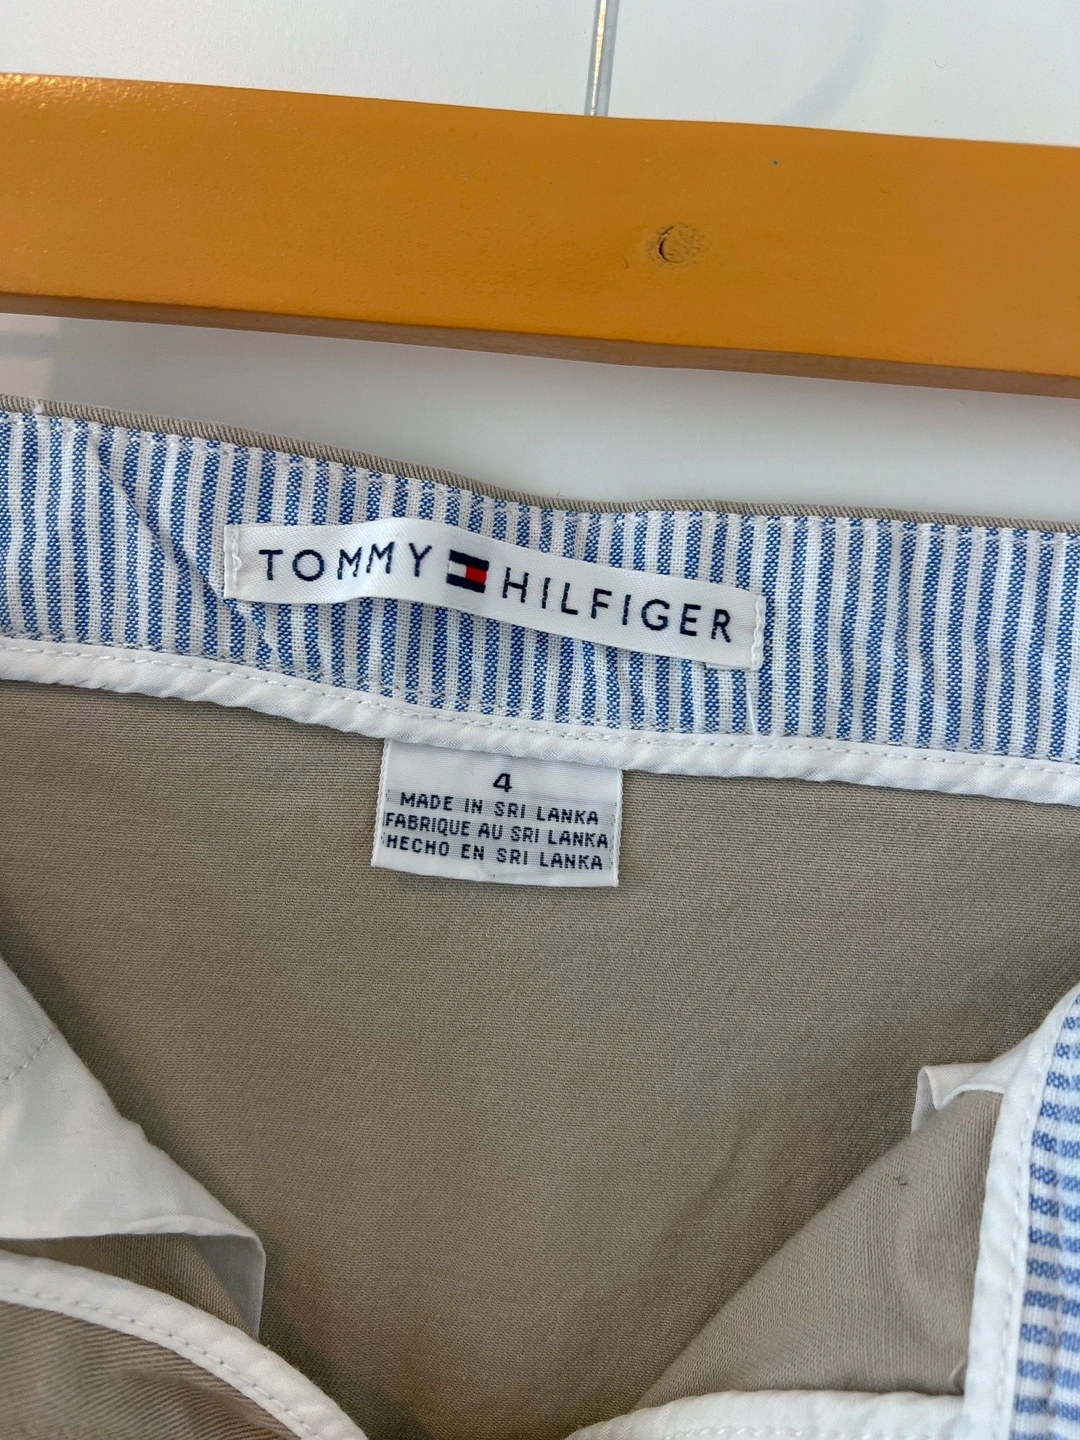 TOMMY HILFIGER
4
MADE IN SRI LANKA
FABRIQUE AU SRI LANKA
HECHO EN SRI LANKA